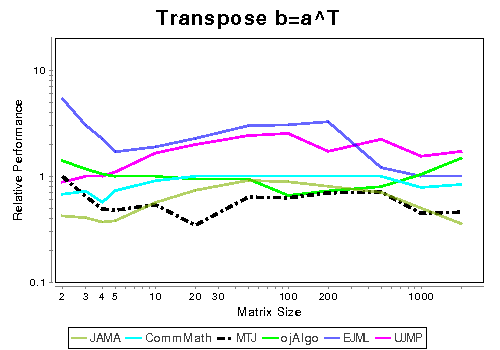 Transpose b=a^T
Relative Performance
10
1
0.1
2 3 4 5 10 20 30 100 200 1000
Matrix Size
JAMA CommMath MTJ ojAlgo EJML UJMP